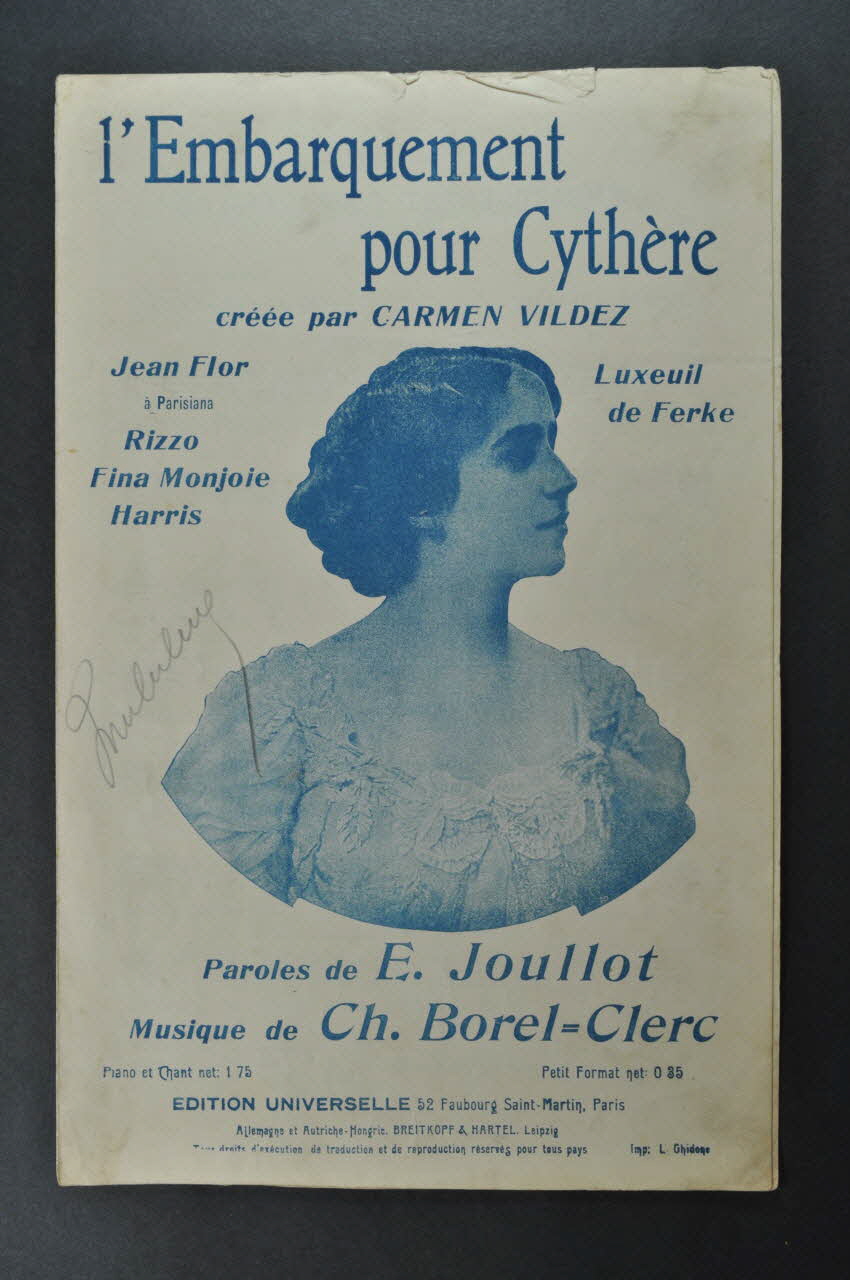 l'Embarquement
pour Cythère
créée par CARMEN VILDEZ
Jean Flor
à Parisiana
Rizzo
Fina Monjoie
Harris
Luxeuil
de Ferke
Paroles de E. Joullot
Musique de Ch. Borel=Clerc
Piano et Chant net: 1 75
Petit Format net: 0 35
EDITION UNIVERSELLE 52 Faubourg Saint-Martin, Paris
Allemagne et Autriche-Hongrie. BREITKOPF & HARTEL. Leipzig
Tous droits d'exécution de traduction et de reproduction réservés pour tous pays
Imp: L. Ghidone